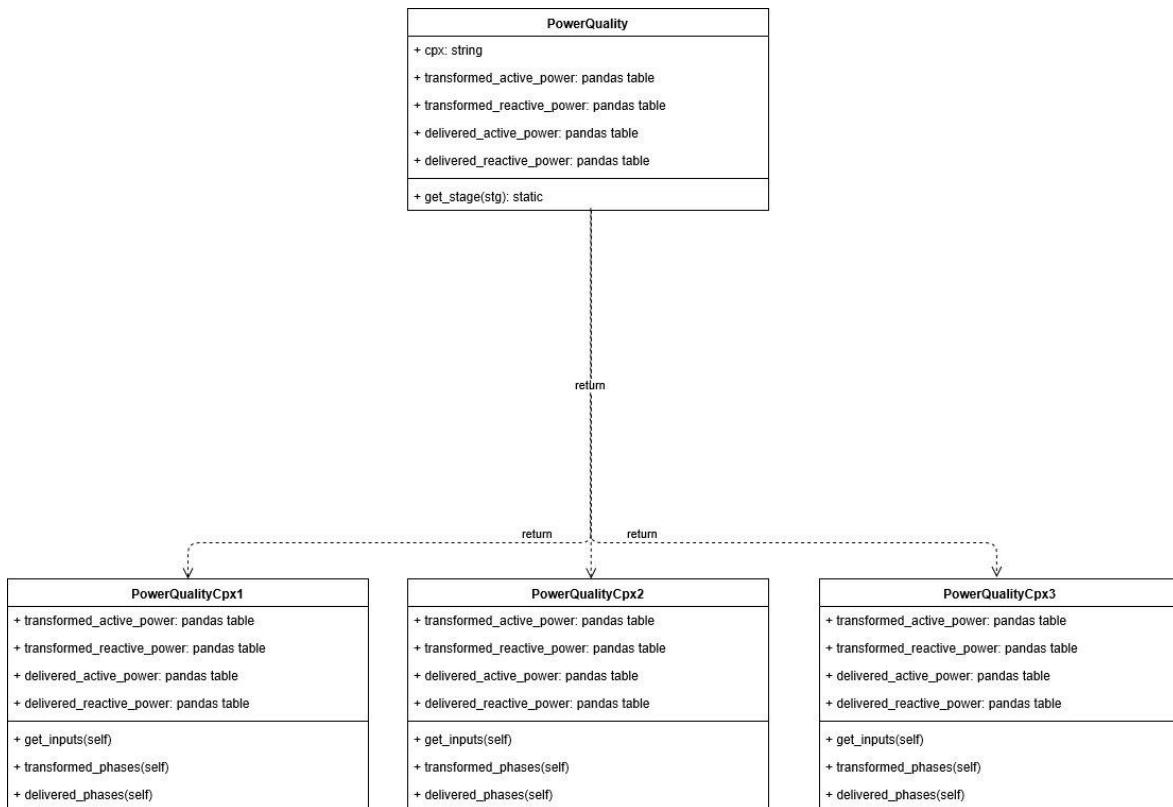 PowerQuality
+ cpx: string
+ transformed_active_power: pandas table
+ transformed_reactive_power: pandas table
+ delivered_active_power: pandas table
+ delivered_reactive_power: pandas table
+ get_stage(stg): static
return
return
return
PowerQualityCpx1
+ transformed_active_power: pandas table
+ transformed_reactive_power: pandas table
+ delivered_active_power: pandas table
+ delivered_reactive_power: pandas table
+ get_inputs(self)
+ transformed_phases(self)
+ delivered_phases(self)
PowerQualityCpx2
+ transformed_active_power: pandas table
+ transformed_reactive_power: pandas table
+ delivered_active_power: pandas table
+ delivered_reactive_power: pandas table
+ get_inputs(self)
+ transformed_phases(self)
+ delivered_phases(self)
PowerQualityCpx3
+ transformed_active_power: pandas table
+ transformed_reactive_power: pandas table
+ delivered_active_power: pandas table
+ delivered_reactive_power: pandas table
+ get_inputs(self)
+ transformed_phases(self)
+ delivered_phases(self)